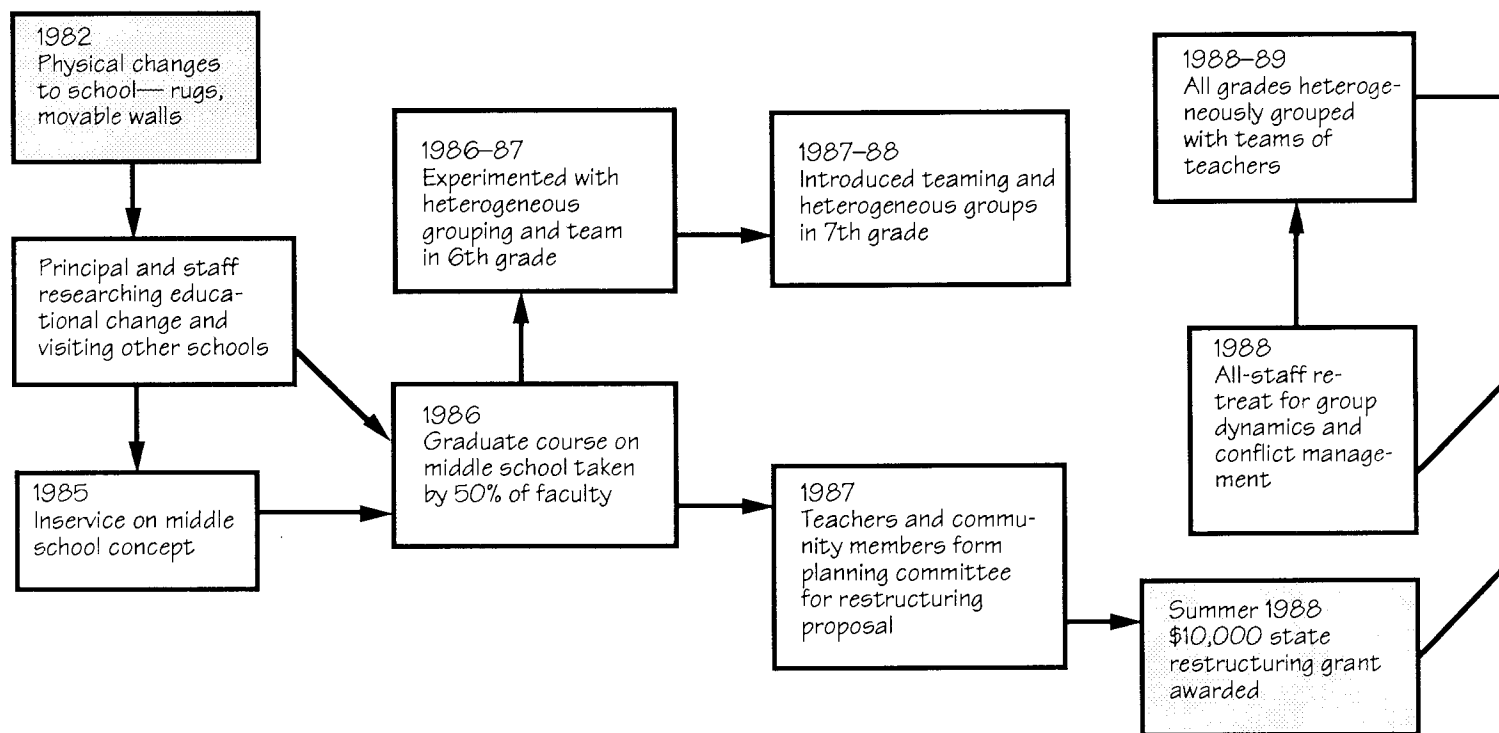 1982
Physical changes
to school— rugs,
movable walls
Principal and staff
researching educa-
tional change and
visiting other schools
1985
Inservice on middle
school concept
1986–87
Experimented with
heterogeneous
grouping and team
in 6th grade
1986
Graduate course on
middle school taken
by 50% of faculty
1987–88
Introduced teaming and
heterogeneous groups
in 7th grade
1987
Teachers and commu-
nity members form
planning committee
for restructuring
proposal
1988–89
All grades heteroge-
neously grouped
with teams of
teachers
1988
All-staff re-
treat for group
dynamics and
conflict manage-
ment
Summer 1988
$10,000 state
restructuring grant
awarded